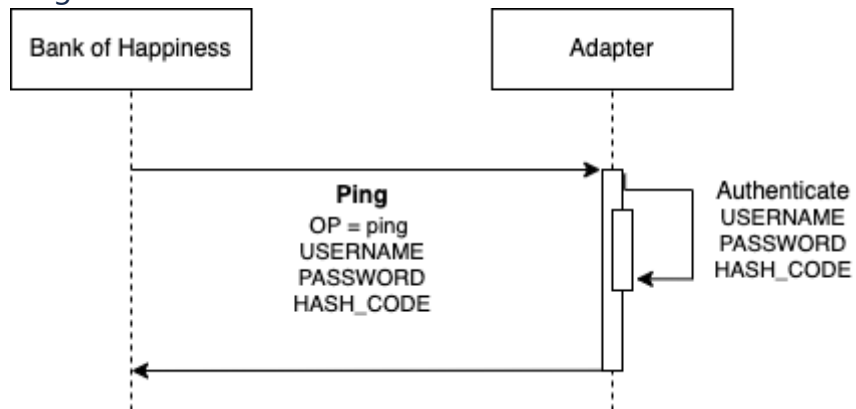 Bank of Happiness
Adapter
Ping
OP = ping
USERNAME
PASSWORD
HASH_CODE
Authenticate
USERNAME
PASSWORD
HASH_CODE